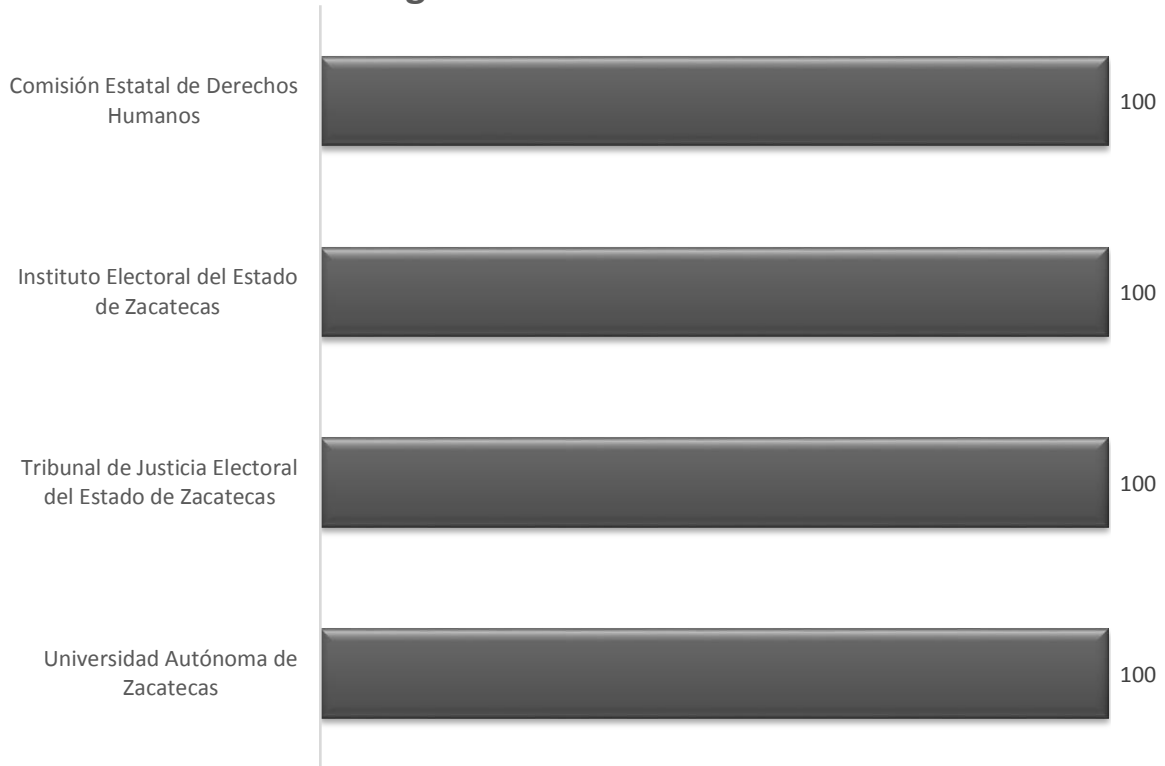 Comisión Estatal de Derechos
Humanos
100
Instituto Electoral del Estado
de Zacatecas
100
Tribunal de Justicia Electoral
del Estado de Zacatecas
100
Universidad Autónoma de
Zacatecas
100